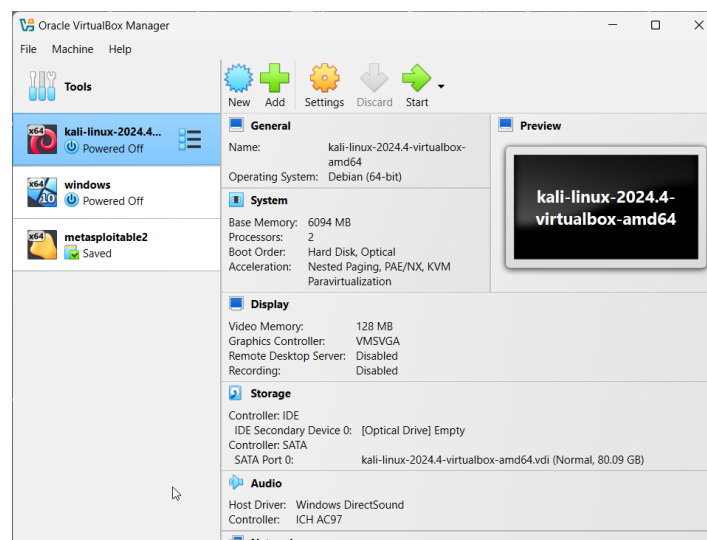 Oracle VirtualBox Manager
File Machine Help
Tools
New Add Settings Discard Start
x64 kali-linux-2024.4...
Powered Off
x64 10 windows
Powered Off
x64 metasploitable2
Saved
General
Name: kali-linux-2024.4-virtualbox-
amd64
Operating System: Debian (64-bit)
Preview
kali-linux-2024.4-
virtualbox-amd64
System
Base Memory: 6094 MB
Processors: 2
Boot Order: Hard Disk, Optical
Acceleration: Nested Paging, PAE/NX, KVM
Paravirtualization
Display
Video Memory: 128 MB
Graphics Controller: VMSVGA
Remote Desktop Server: Disabled
Recording: Disabled
Storage
Controller: IDE
IDE Secondary Device 0: [Optical Drive] Empty
Controller: SATA
SATA Port 0: kali-linux-2024.4-virtualbox-amd64.vdi (Normal, 80.09 GB)
Audio
Host Driver: Windows DirectSound
Controller: ICH AC97